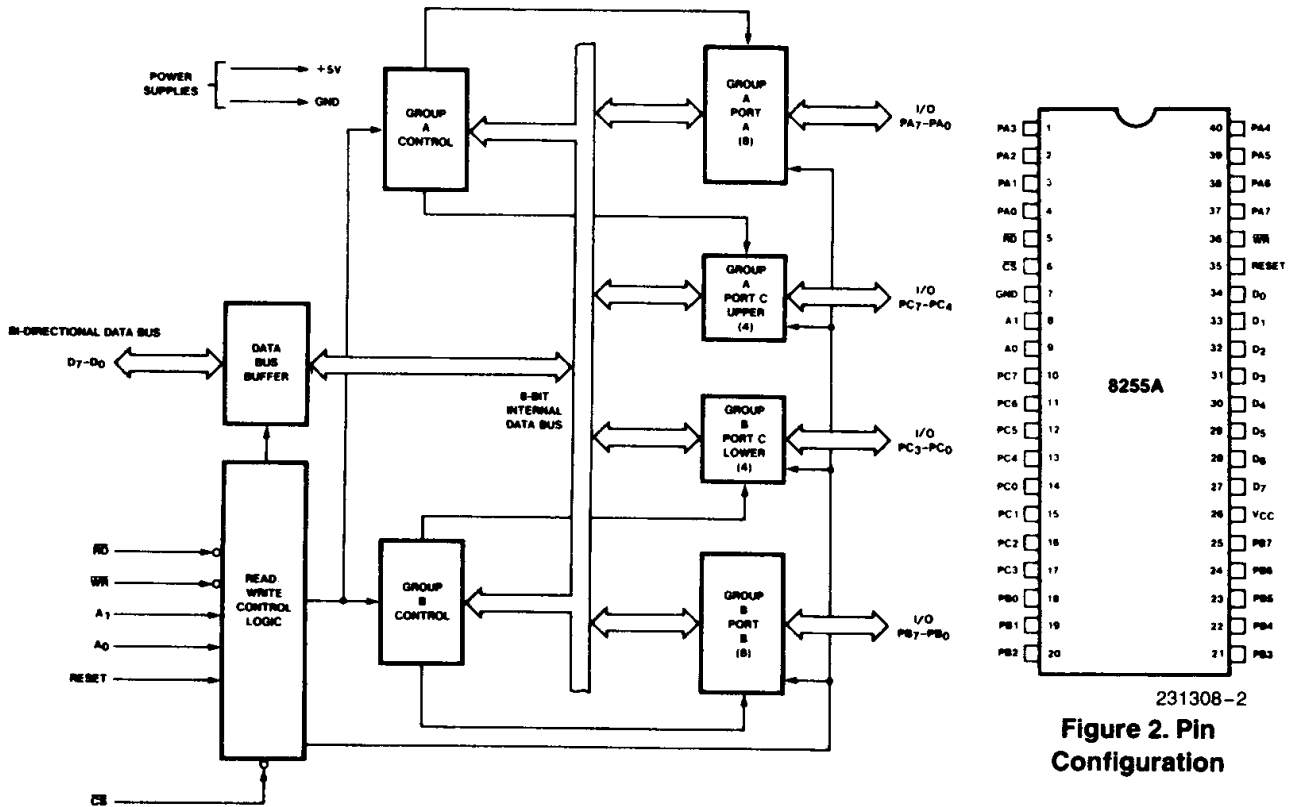 POWER
SUPPLIES
+5V
GND
GROUP
A
CONTROL
GROUP
A
PORT
A
(8)
I/O
PA7-PA0
GROUP
A
PORT C
UPPER
(4)
I/O
PC7-PC4
BI-DIRECTIONAL DATA BUS
D7-D0
DATA
BUS
BUFFER
8-BIT
INTERNAL
DATA BUS
GROUP
B
PORT C
LOWER
(4)
I/O
PC3-PC0
R̅D̅
W̅R̅
A1
A0
RESET
C̅S̅
READ
WRITE
CONTROL
LOGIC
GROUP
B
CONTROL
GROUP
B
PORT
B
(8)
I/O
PB7-PB0
PA3 1
PA2 2
PA1 3
PA0 4
R̅D̅ 5
C̅S̅ 6
GND 7
A1 8
A0 9
PC7 10
PC6 11
PC5 12
PC4 13
PC0 14
PC1 15
PC2 16
PC3 17
PB0 18
PB1 19
PB2 20
8255A
40 PA4
39 PA5
38 PA6
37 PA7
36 W̅R̅
35 RESET
34 D0
33 D1
32 D2
31 D3
30 D4
29 D5
28 D6
27 D7
26 VCC
25 PB7
24 PB6
23 PB5
22 PB4
21 PB3
231308-2
Figure 2. Pin
Configuration